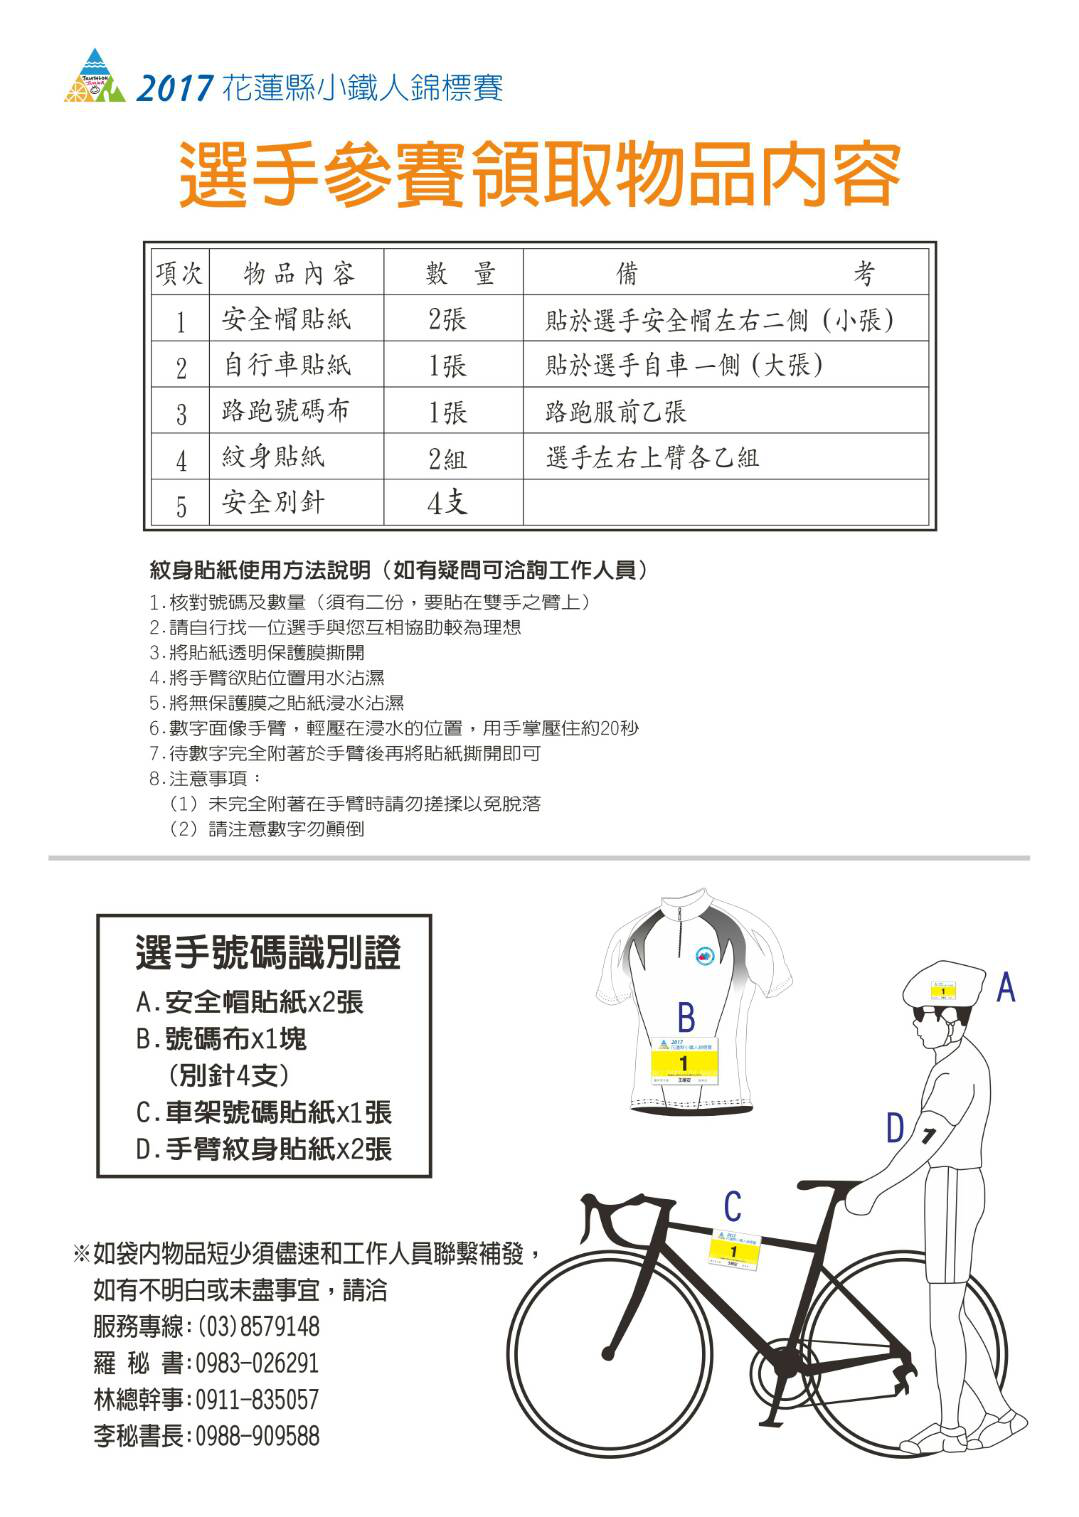 2017 花蓮縣小鐵人錦標賽
選手參賽領取物品內容
項次 物品內容 數 量 備 考
1 安全帽貼紙 2張 貼於選手安全帽左右二側(小張)
2 自行車貼紙 1張 貼於選手自車一側(大張)
3 路跑號碼布 1張 路跑服前乙張
4 紋身貼紙 2組 選手左右上臂各乙組
5 安全別針 4支
紋身貼紙使用方法說明(如有疑問可洽詢工作人員)
1.核對號碼及數量(須有二份,要貼在雙手之臂上)
2.請自行找一位選手與您互相協助較為理想
3.將貼紙透明保護膜撕開
4.將手臂欲貼位置用水沾濕
5.將無保護膜之貼紙浸水沾濕
6.數字面像手臂,輕壓在浸水的位置,用手掌壓住約20秒
7.待數字完全附著於手臂後再將貼紙撕開即可
8.注意事項:
(1) 未完全附著在手臂時請勿搓揉以免脫落
(2) 請注意數字勿顛倒
選手號碼識別證
A.安全帽貼紙x2張
B.號碼布x1塊
(別針4支)
C.車架號碼貼紙x1張
D.手臂紋身貼紙x2張
B
2017
花蓮縣小鐵人錦標賽
1
A
1
D
7
C
1
※如袋內物品短少須儘速和工作人員聯繫補發,
如有不明白或未盡事宜,請洽
服務專線:(03)8579148
羅 秘 書:0983-026291
林總幹事:0911-835057
李秘書長:0988-909588